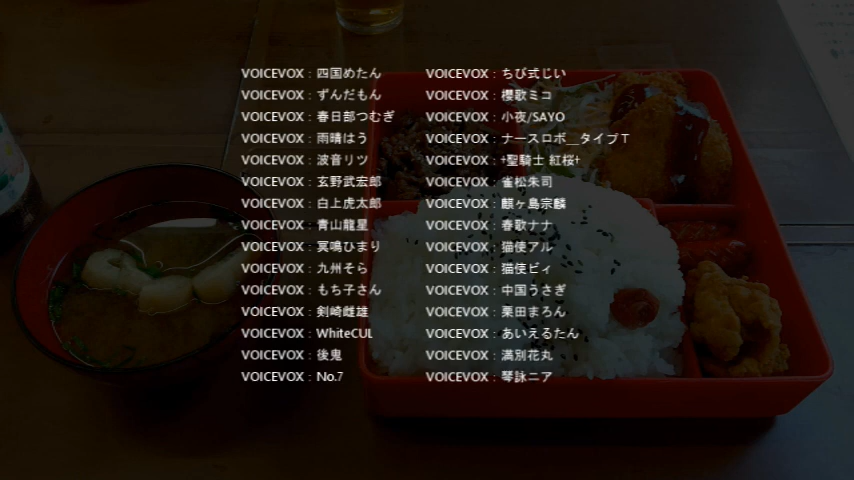 VOICEVOX：四国めたん
VOICEVOX：ずんだもん
VOICEVOX：春日部つむぎ
VOICEVOX：雨晴はう
VOICEVOX：波音リツ
VOICEVOX：玄野武宏郎
VOICEVOX：白上虎太郎
VOICEVOX：青山龍星
VOICEVOX：冥鳴ひまり
VOICEVOX：九州そら
VOICEVOX：もち子さん
VOICEVOX：剣崎雌雄
VOICEVOX：WhiteCUL
VOICEVOX：後鬼
VOICEVOX：No.7
VOICEVOX：ちび式じい
VOICEVOX：櫻歌ミコ
VOICEVOX：小夜/SAYO
VOICEVOX：ナースロボ＿タイプＴ
VOICEVOX：†聖騎士 紅桜†
VOICEVOX：雀松朱司
VOICEVOX：麒ヶ島宗麟
VOICEVOX：春歌ナナ
VOICEVOX：猫使アル
VOICEVOX：猫使ビィ
VOICEVOX：中国うさぎ
VOICEVOX：栗田まろん
VOICEVOX：あいえるたん
VOICEVOX：満別花丸
VOICEVOX：琴詠ニア